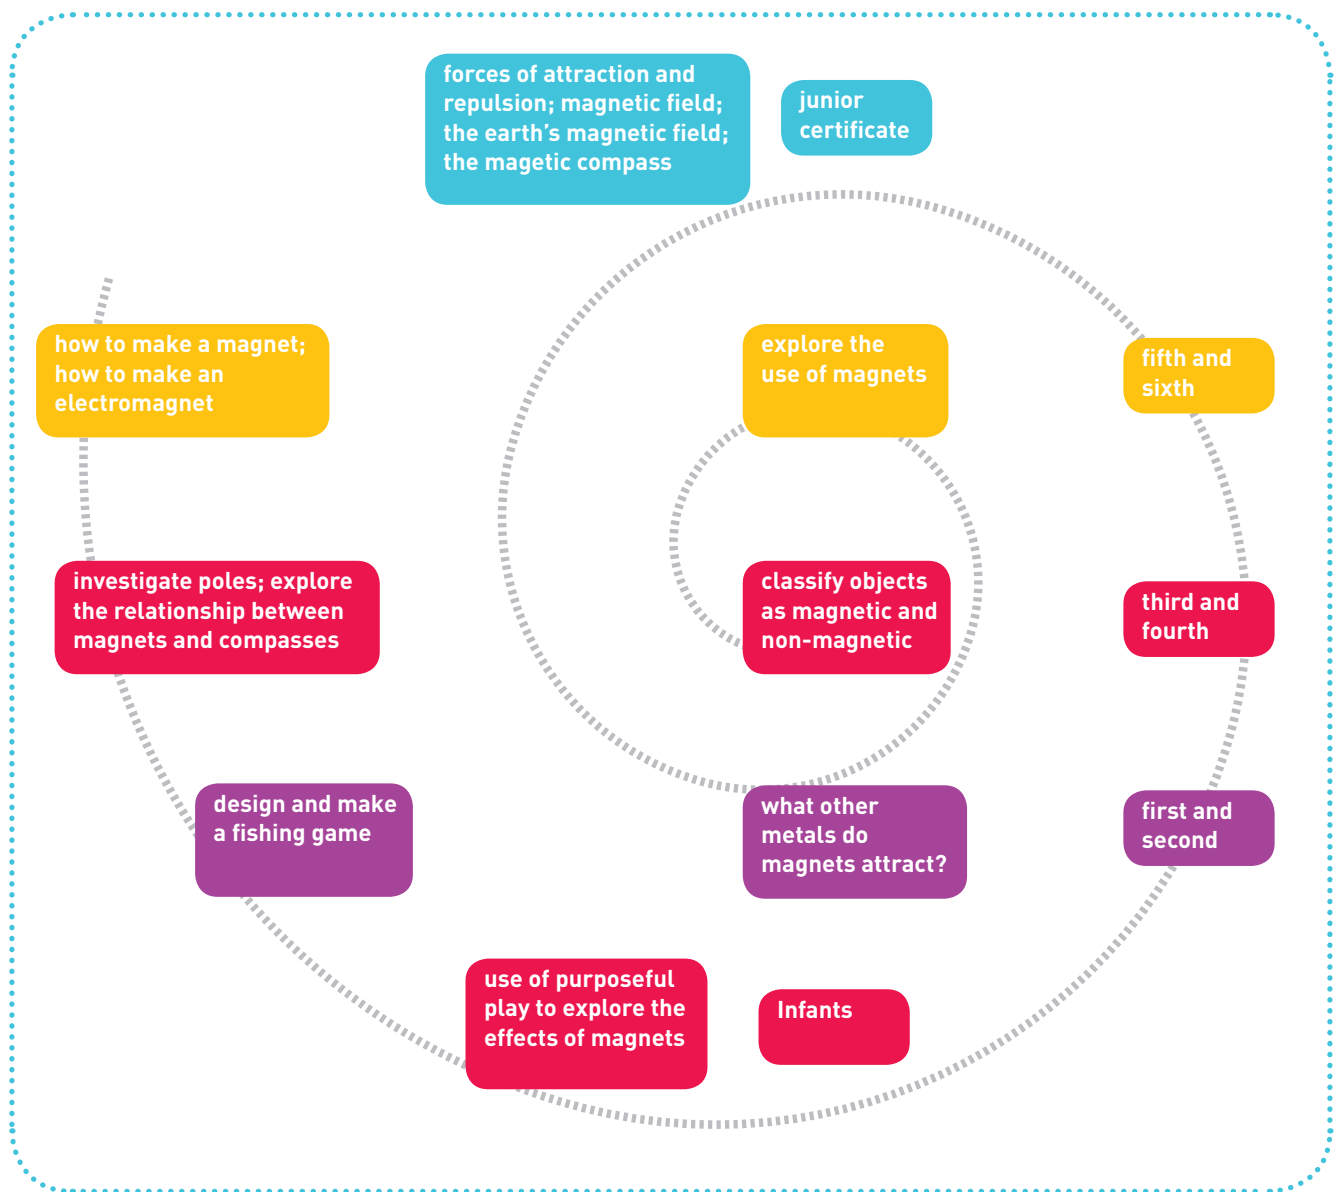 forces of attraction and
repulsion; magnetic field;
the earth's magnetic field;
the magetic compass
junior
certificate
how to make a magnet;
how to make an
electromagnet
explore the
use of magnets
fifth and
sixth
investigate poles; explore
the relationship between
magnets and compasses
classify objects
as magnetic and
non-magnetic
third and
fourth
design and make
a fishing game
what other
metals do
magnets attract?
first and
second
use of purposeful
play to explore the
effects of magnets
Infants